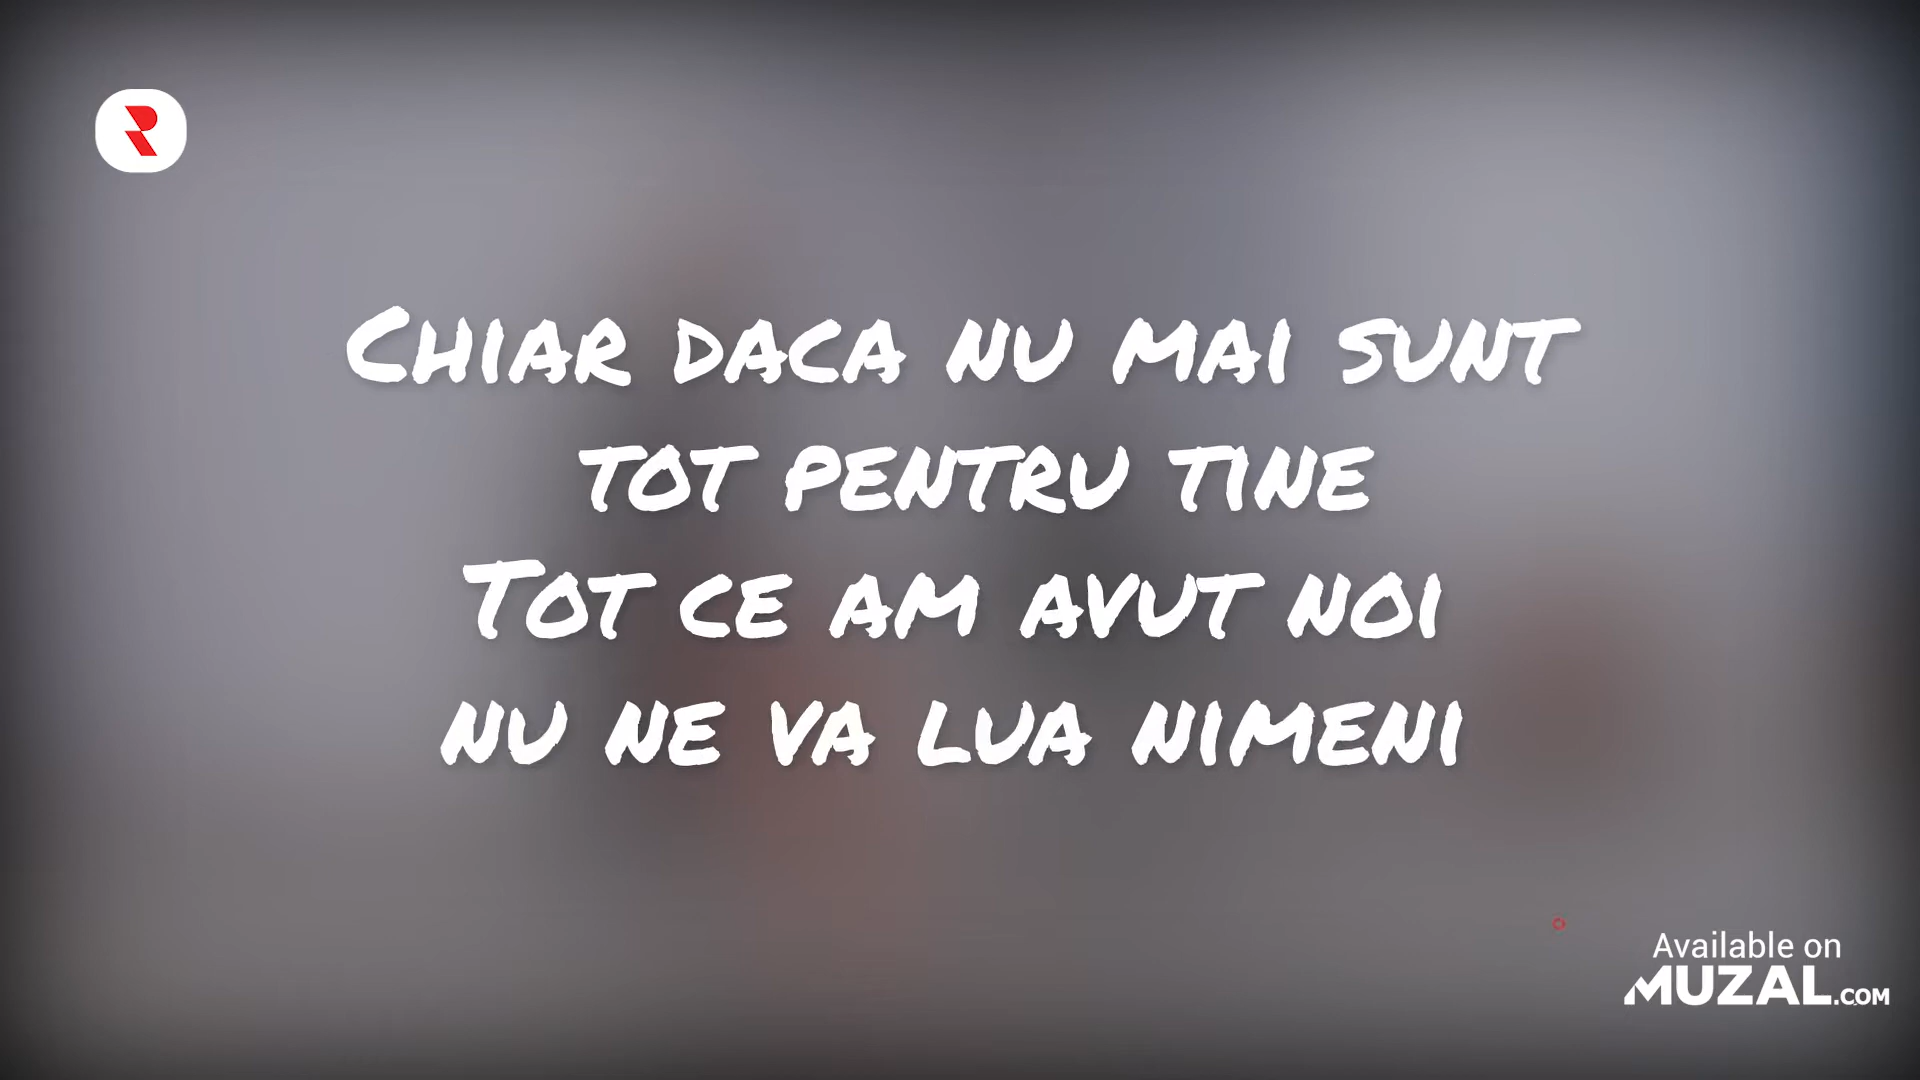 Chiar daca nu mai sunt
tot pentru tine
Tot ce am avut noi
nu ne va lua nimeni
Available on
MUZAL.COM